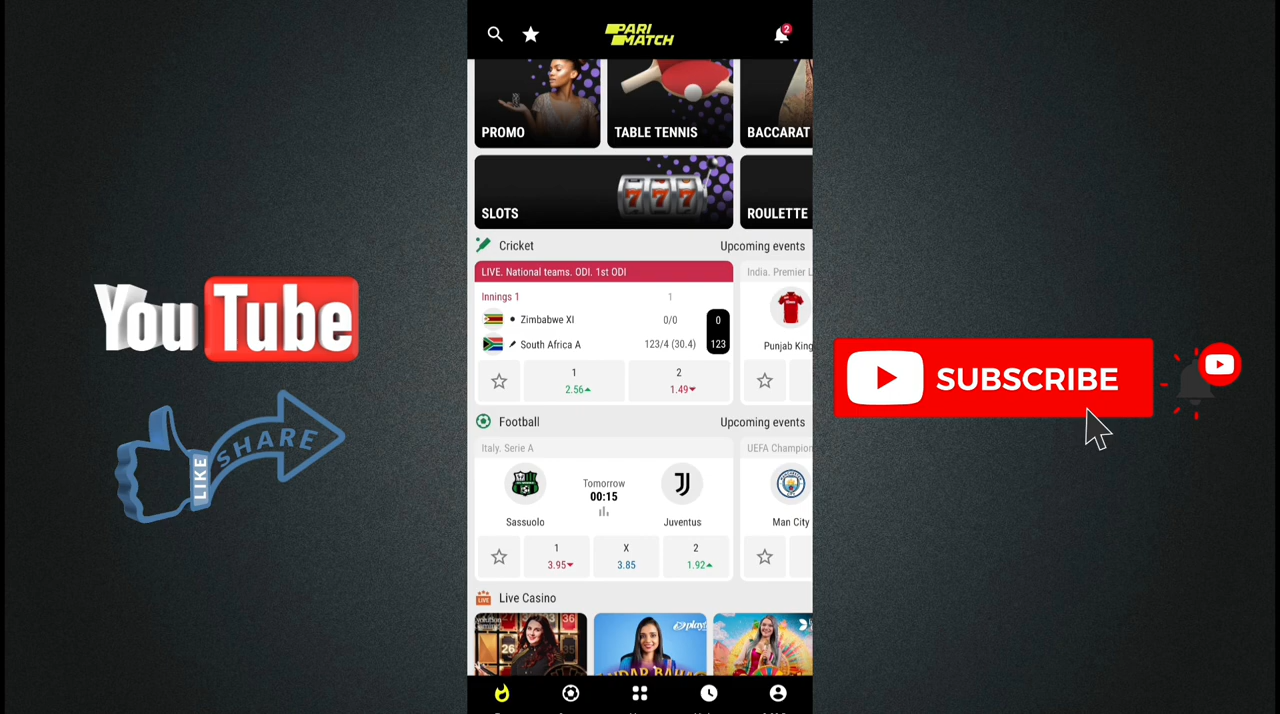 PARI
MATCH
2
PROMO
TABLE TENNIS
BACCARAT
SLOTS
ROULETTE
Cricket
Upcoming events
LIVE. National teams. ODI. 1st ODI
India. Premier L
Innings 1
1
Zimbabwe XI
0/0
0
South Africa A
123/4 (30.4)
123
Punjab King
1
2.56
2
1.49
Football
Upcoming events
Italy. Serie A
UEFA Champion
Tomorrow
00:15
Sassuolo
Juventus
Man City
1
3.95
X
3.85
2
1.92
LIVE
Live Casino
YouTube
LIKE
SHARE
SUBSCRIBE